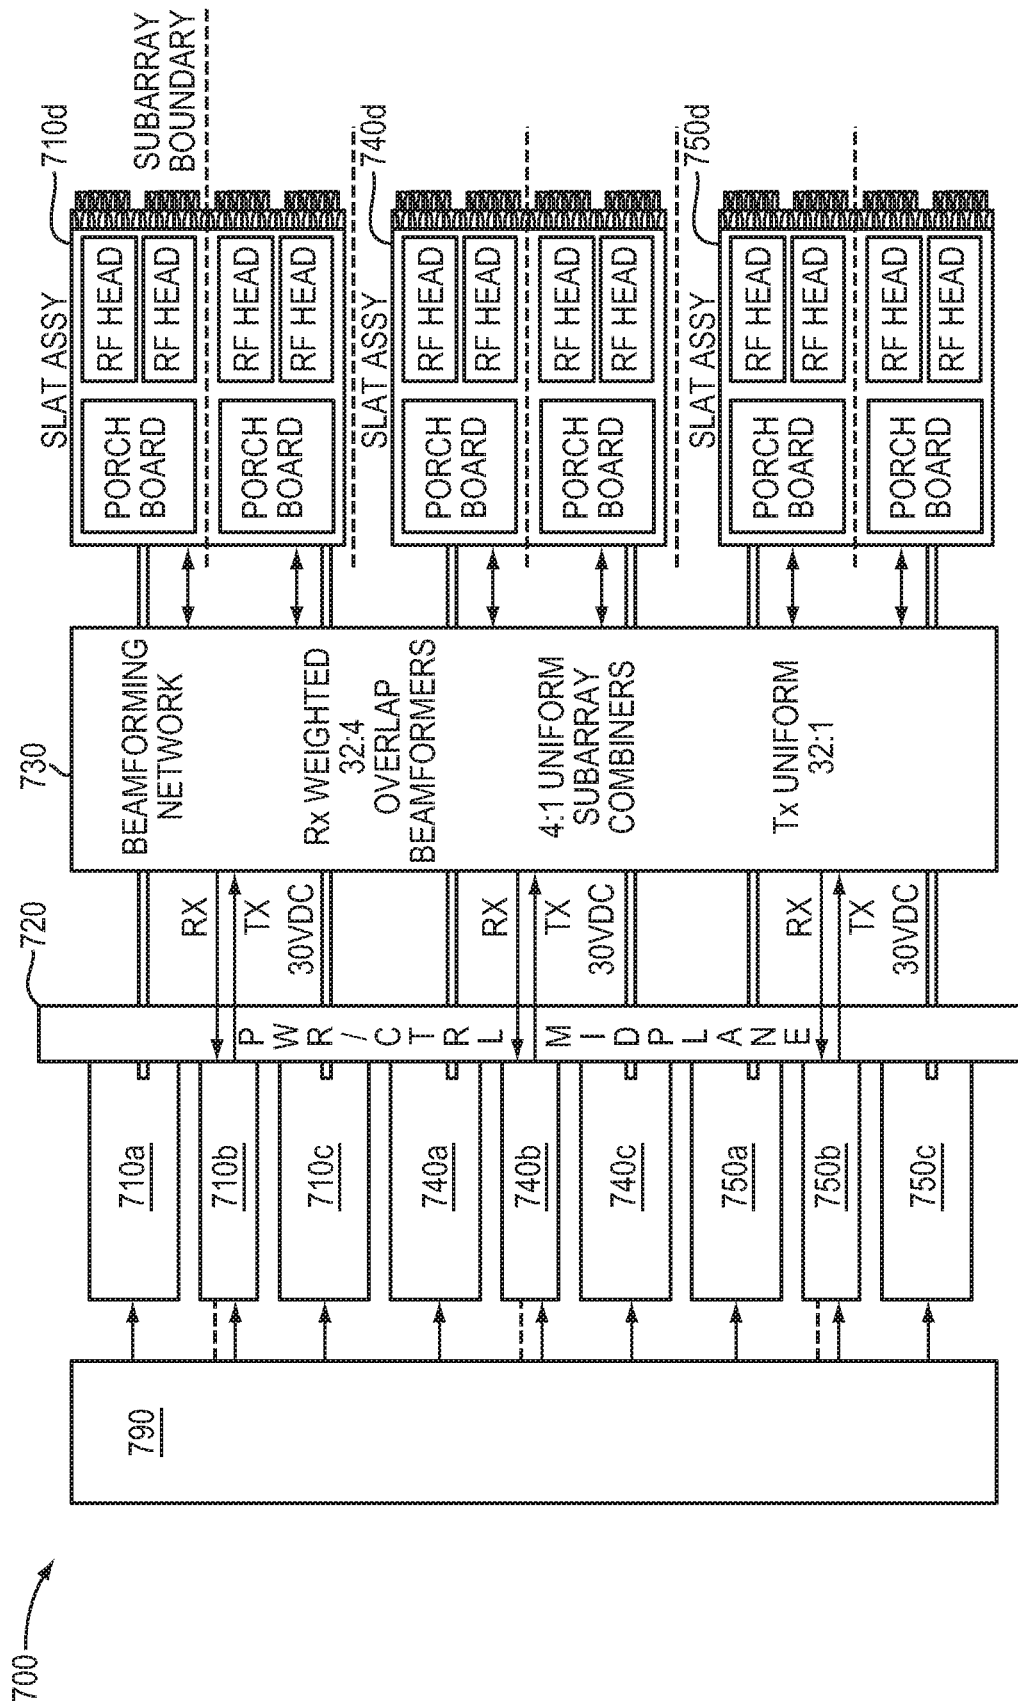 700
790
710a
710b
710c
740a
740b
740c
750a
750b
750c
720
PWR/CTRL MIDPLANE
RX
TX
30VDC
RX
TX
30VDC
RX
TX
30VDC
730
BEAMFORMING
NETWORK
Rx WEIGHTED
32:4
OVERLAP
BEAMFORMERS
4:1 UNIFORM
SUBARRAY
COMBINERS
Tx UNIFORM
32:1
SLAT ASSY
710d
PORCH
BOARD
RF HEAD
RF HEAD
PORCH
BOARD
RF HEAD
RF HEAD
SUBARRAY
BOUNDARY
SLAT ASSY
740d
PORCH
BOARD
RF HEAD
RF HEAD
PORCH
BOARD
RF HEAD
RF HEAD
SLAT ASSY
750d
PORCH
BOARD
RF HEAD
RF HEAD
PORCH
BOARD
RF HEAD
RF HEAD